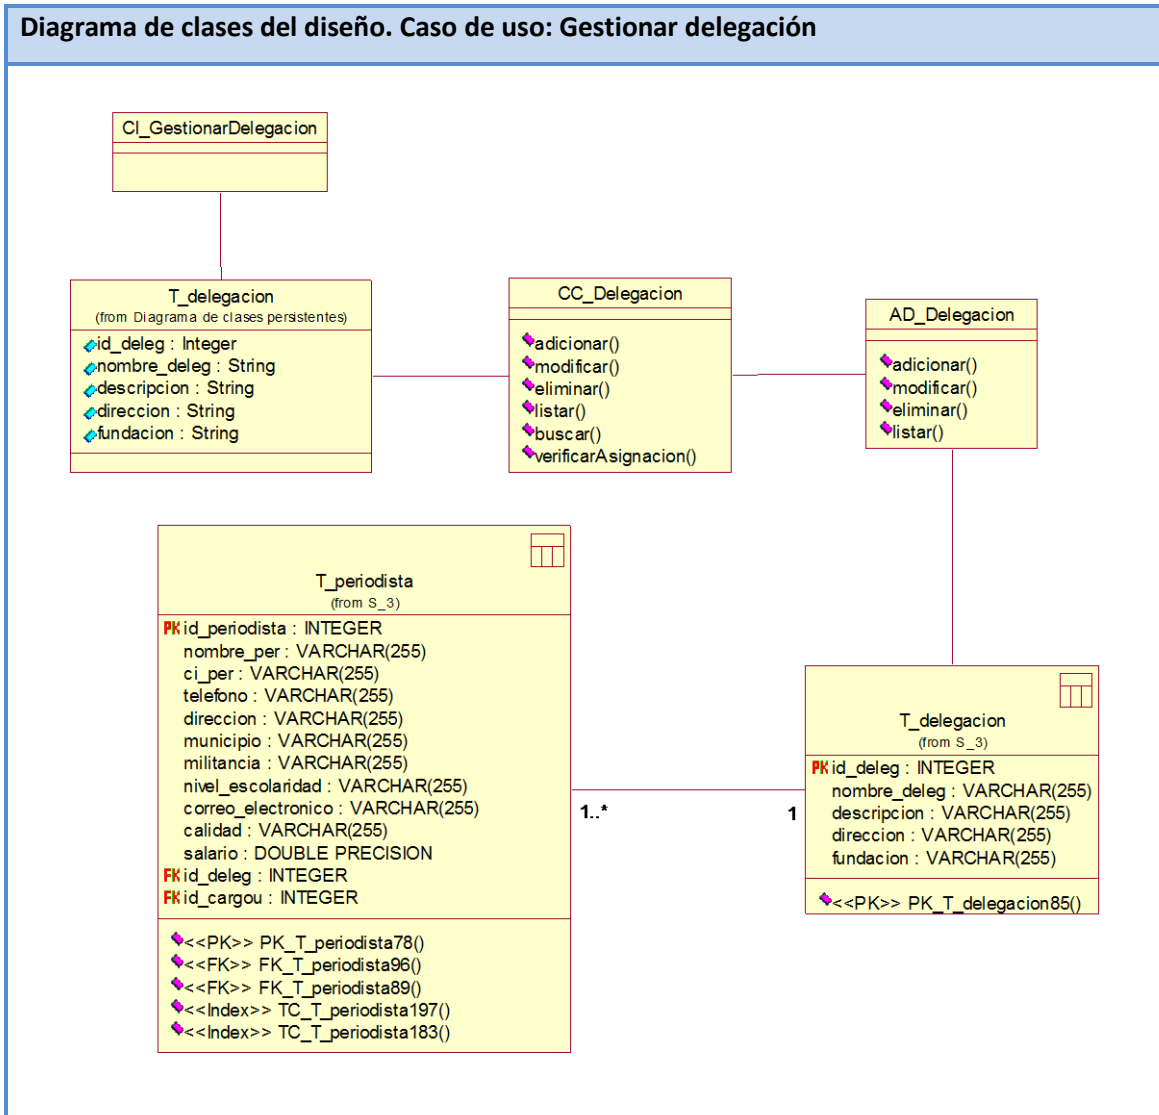 Diagrama de clases del diseño. Caso de uso: Gestionar delegación
CI_GestionarDelegacion
T_delegacion
(from Diagrama de clases persistentes)
id_deleg : Integer
nombre_deleg : String
descripcion : String
direccion : String
fundacion : String
CC_Delegacion
adicionar()
modificar()
eliminar()
listar()
buscar()
verificarAsignacion()
AD_Delegacion
adicionar()
modificar()
eliminar()
listar()
T_periodista
(from S_3)
PK id_periodista : INTEGER
nombre_per : VARCHAR(255)
ci_per : VARCHAR(255)
telefono : VARCHAR(255)
direccion : VARCHAR(255)
municipio : VARCHAR(255)
militancia : VARCHAR(255)
nivel_escolaridad : VARCHAR(255)
correo_electronico : VARCHAR(255)
calidad : VARCHAR(255)
salario : DOUBLE PRECISION
FK id_deleg : INTEGER
FK id_cargou : INTEGER
<<PK>> PK_T_periodista78()
<<FK>> FK_T_periodista96()
<<FK>> FK_T_periodista89()
<<Index>> TC_T_periodista197()
<<Index>> TC_T_periodista183()
1..*
1
T_delegacion
(from S_3)
PK id_deleg : INTEGER
nombre_deleg : VARCHAR(255)
descripcion : VARCHAR(255)
direccion : VARCHAR(255)
fundacion : VARCHAR(255)
<<PK>> PK_T_delegacion85()